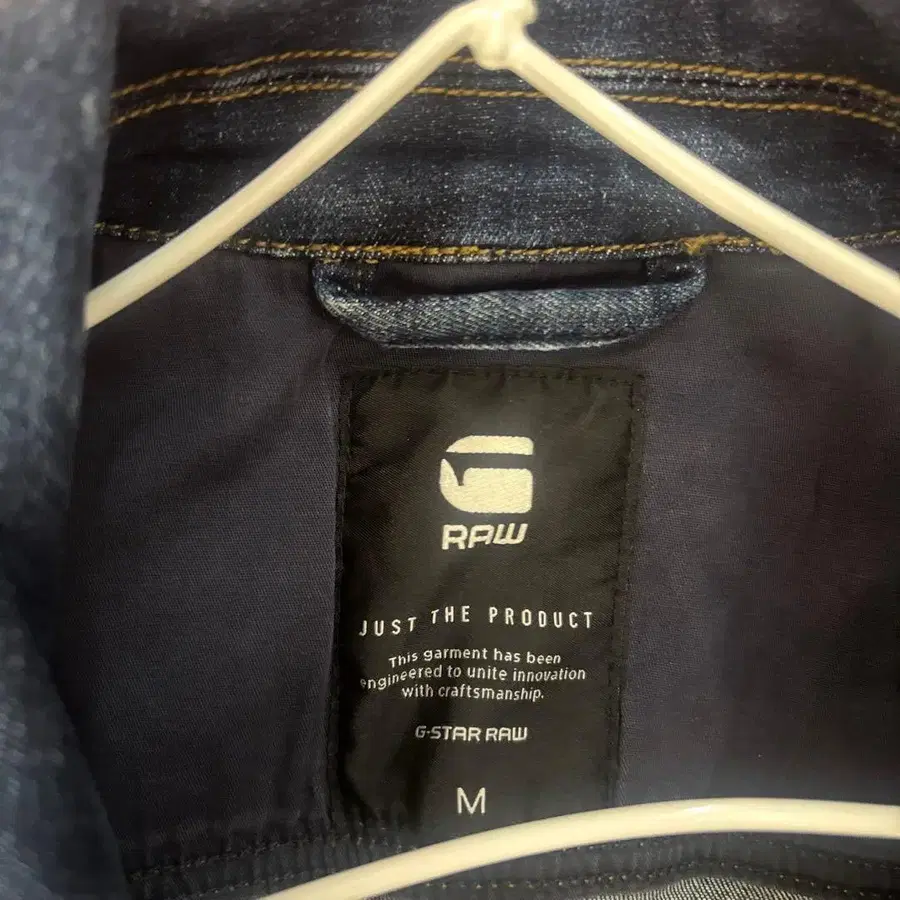 G
RAW
JUST THE PRODUCT
This garment has been
engineered to unite innovation
with craftsmanship.
G-STAR RAW
M